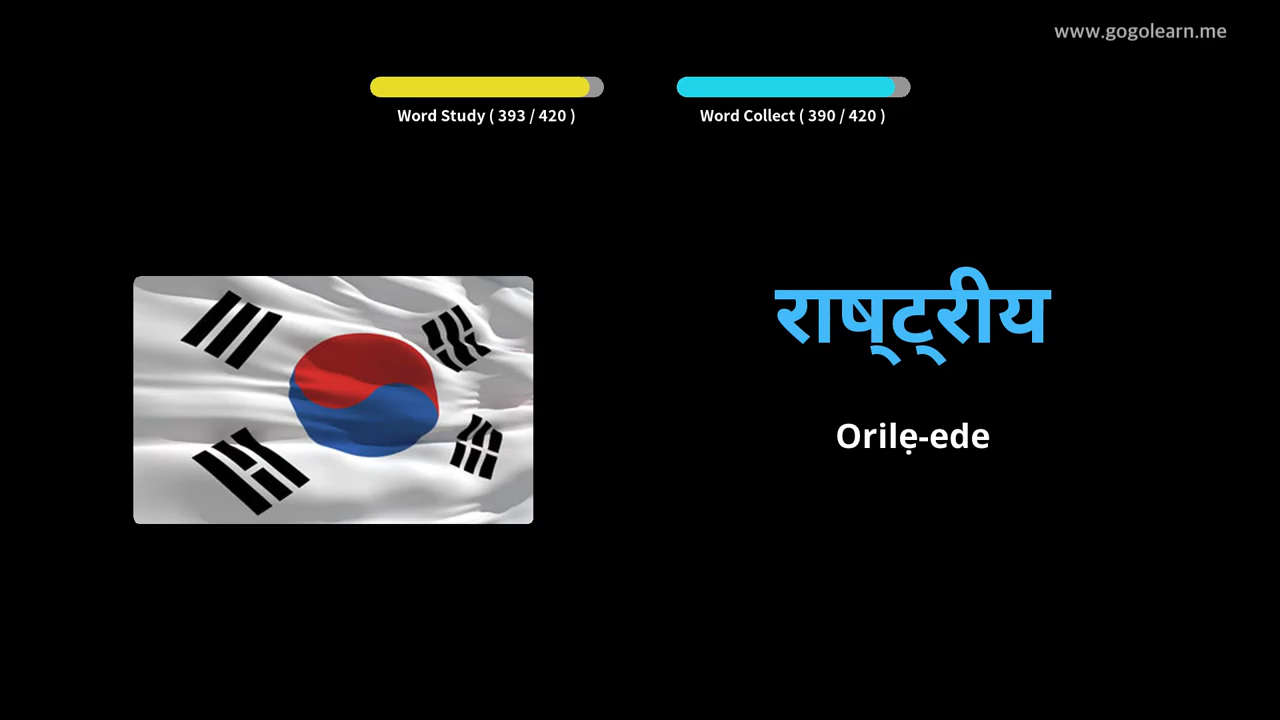 www.gogolearn.me
Word Study ( 393 / 420 )
Word Collect ( 390 / 420 )
राष्ट्रीय
Orilẹ-ede